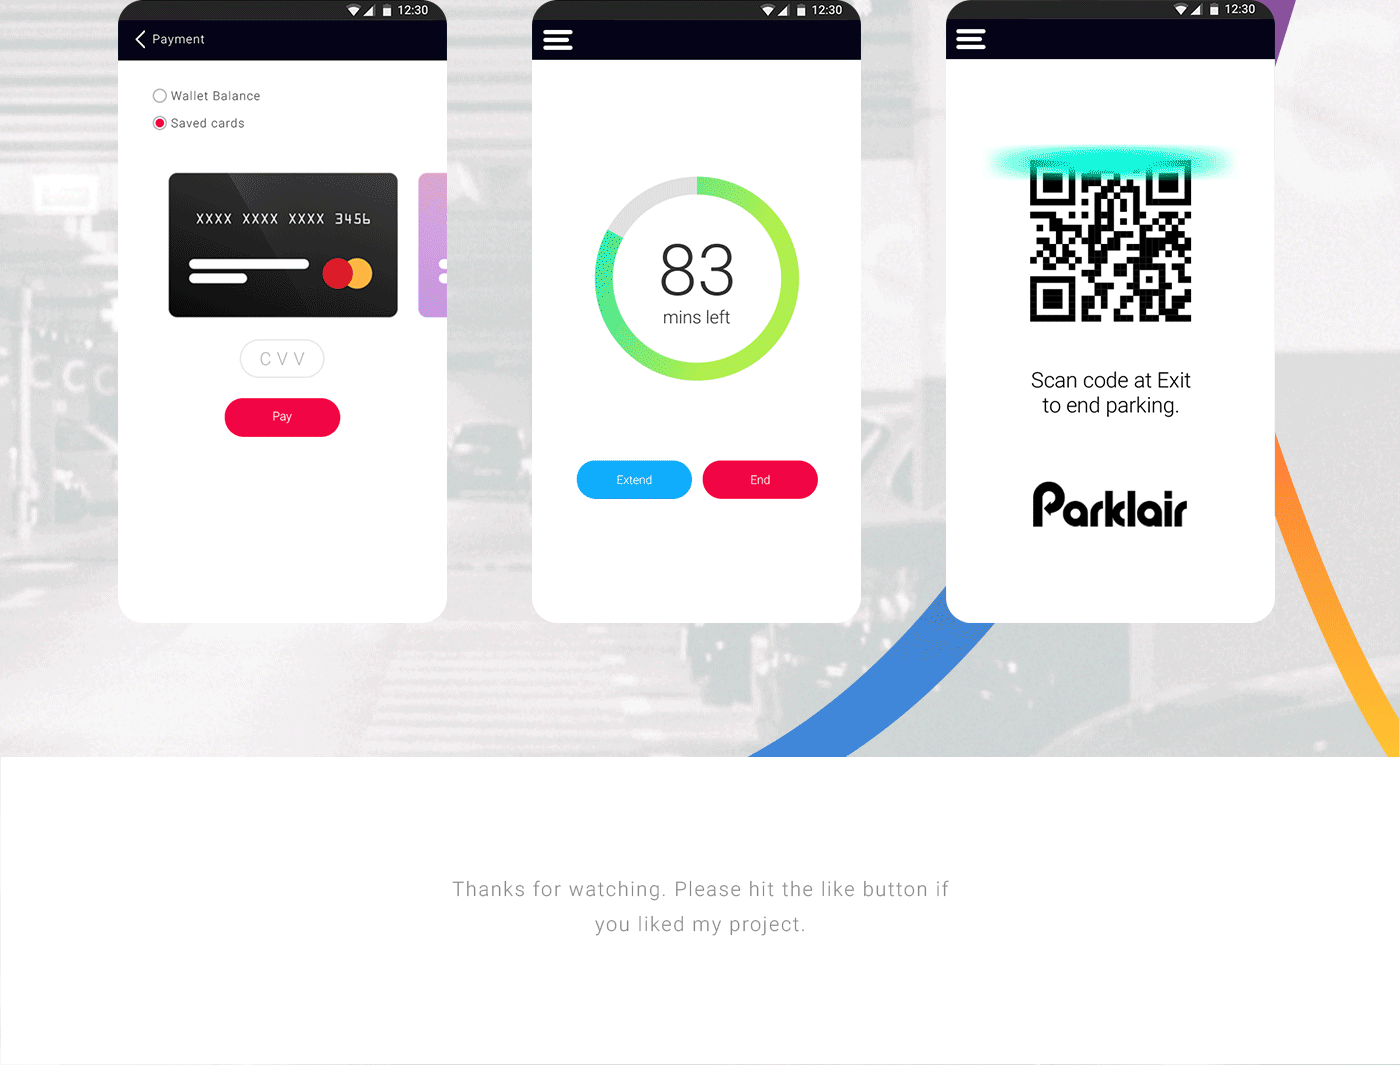 12:30
Payment
Wallet Balance
Saved cards
XXXX XXXX XXXX 3456
CVV
Pay
12:30
83
mins left
Extend
End
12:30
Scan code at Exit
to end parking.
Parklair
Thanks for watching. Please hit the like button if
you liked my project.